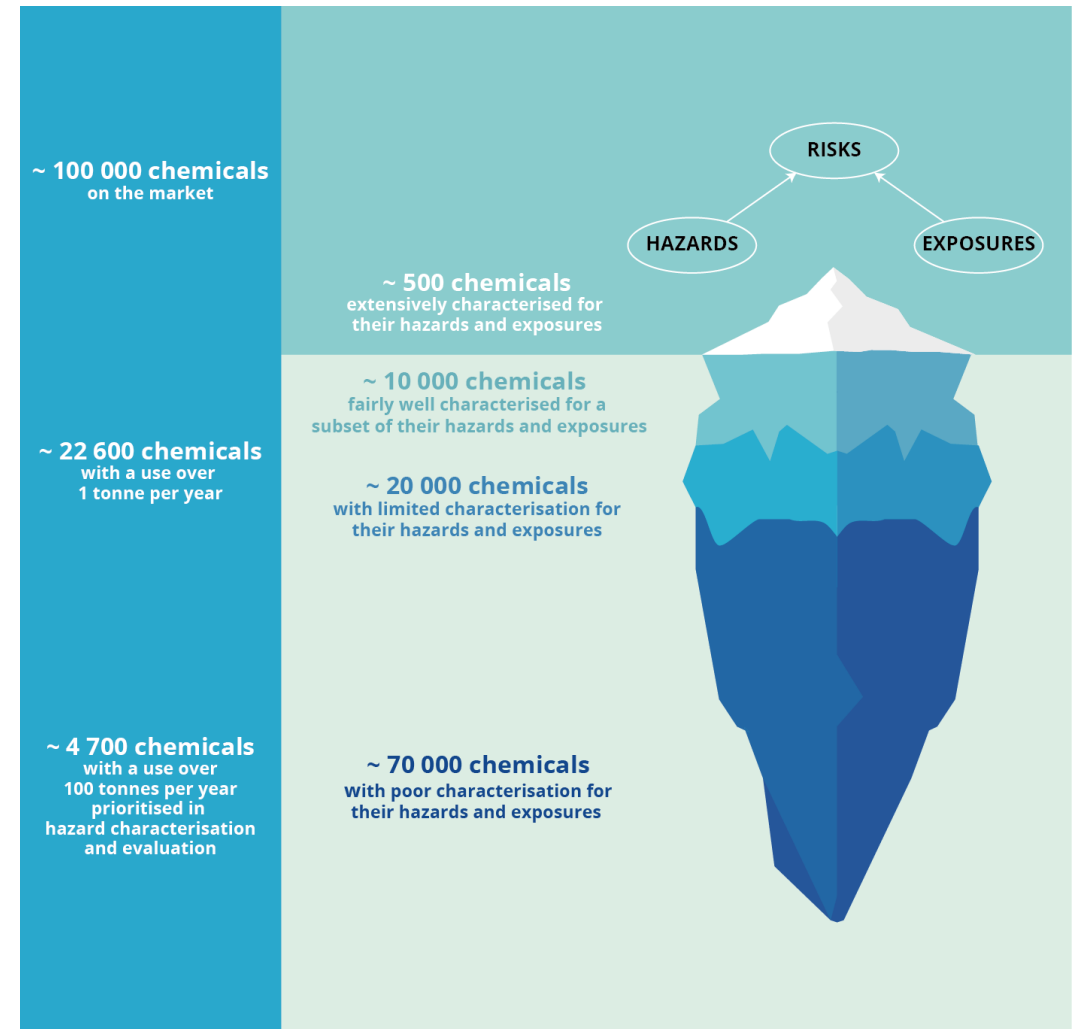 ~ 100 000 chemicals
on the market
~ 22 600 chemicals
with a use over
1 tonne per year
~ 4 700 chemicals
with a use over
100 tonnes per year
prioritised in
hazard characterisation
and evaluation
RISKS
HAZARDS
EXPOSURES
~ 500 chemicals
extensively characterised for
their hazards and exposures
~ 10 000 chemicals
fairly well characterised for a
subset of their hazards and exposures
~ 20 000 chemicals
with limited characterisation for
their hazards and exposures
~ 70 000 chemicals
with poor characterisation for
their hazards and exposures